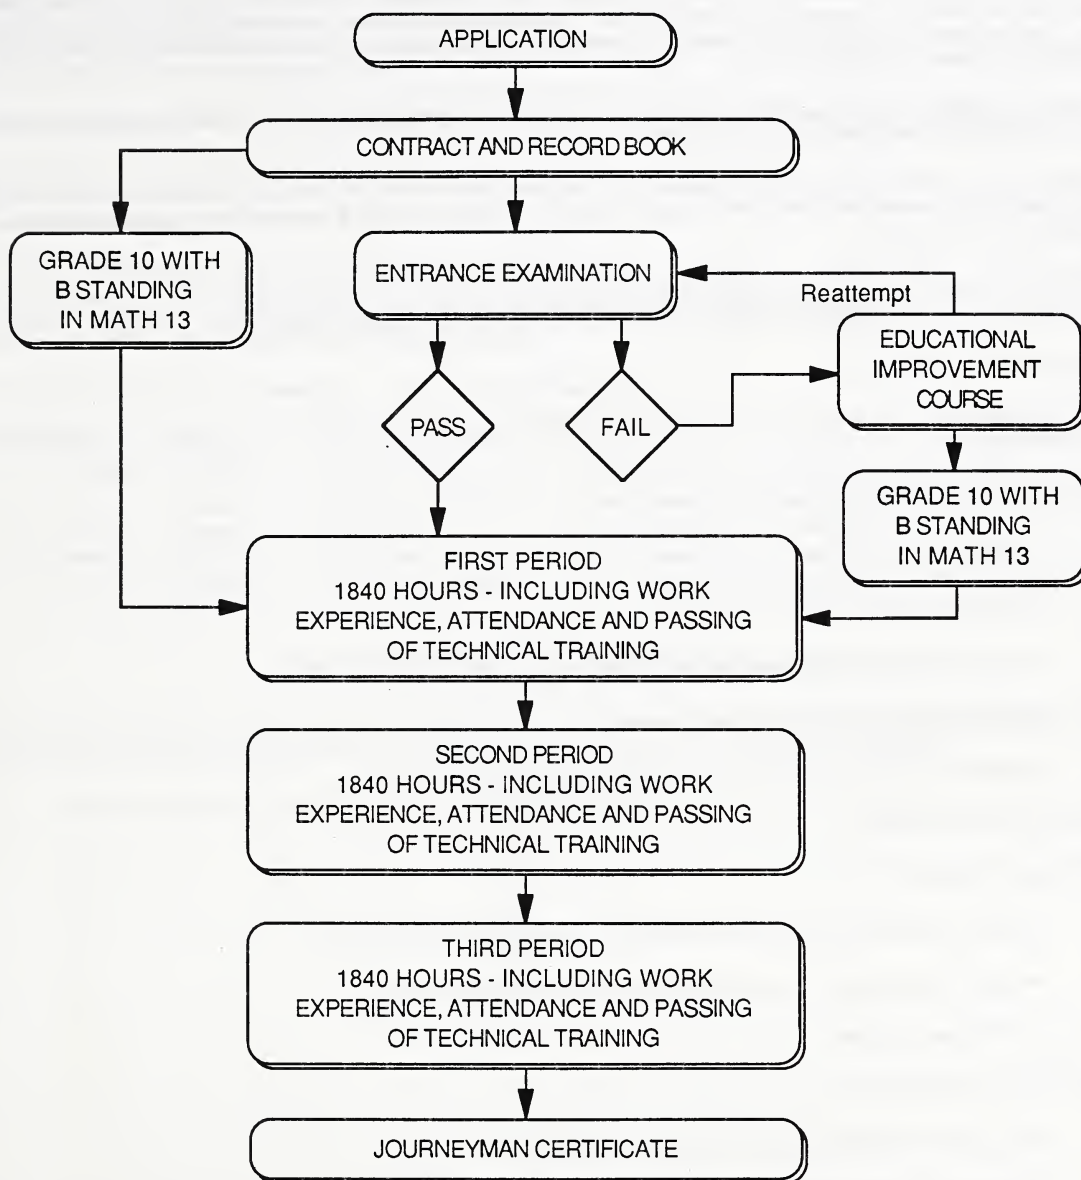 APPLICATION
CONTRACT AND RECORD BOOK
GRADE 10 WITH
B STANDING
IN MATH 13
ENTRANCE EXAMINATION
Reattempt
EDUCATIONAL
IMPROVEMENT
COURSE
PASS
FAIL
GRADE 10 WITH
B STANDING
IN MATH 13
FIRST PERIOD
1840 HOURS - INCLUDING WORK
EXPERIENCE, ATTENDANCE AND PASSING
OF TECHNICAL TRAINING
SECOND PERIOD
1840 HOURS - INCLUDING WORK
EXPERIENCE, ATTENDANCE AND PASSING
OF TECHNICAL TRAINING
THIRD PERIOD
1840 HOURS - INCLUDING WORK
EXPERIENCE, ATTENDANCE AND PASSING
OF TECHNICAL TRAINING
JOURNEYMAN CERTIFICATE